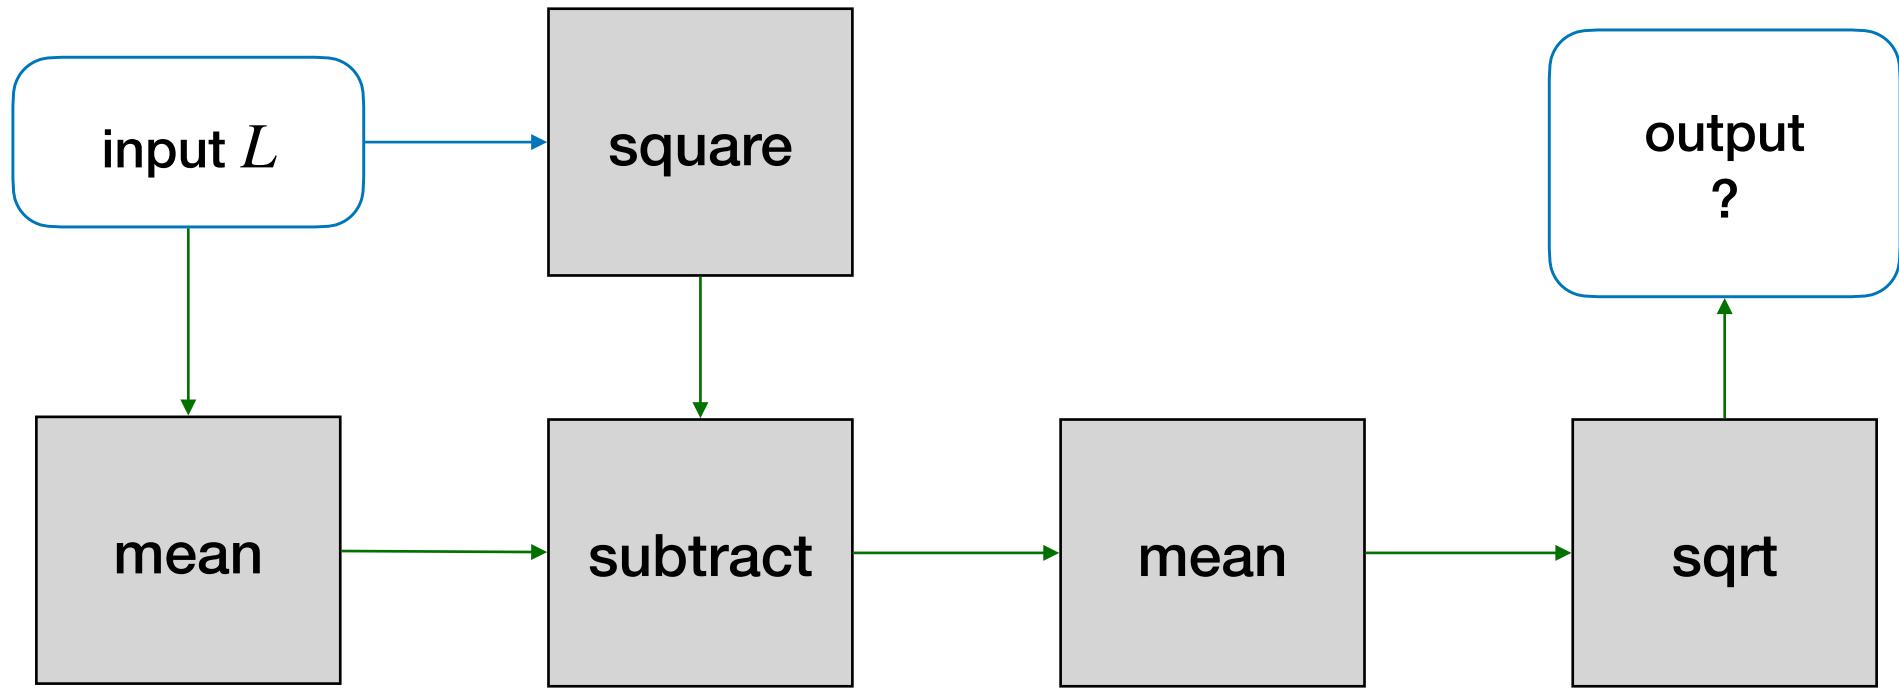 input L
square
output
?
mean
subtract
mean
sqrt